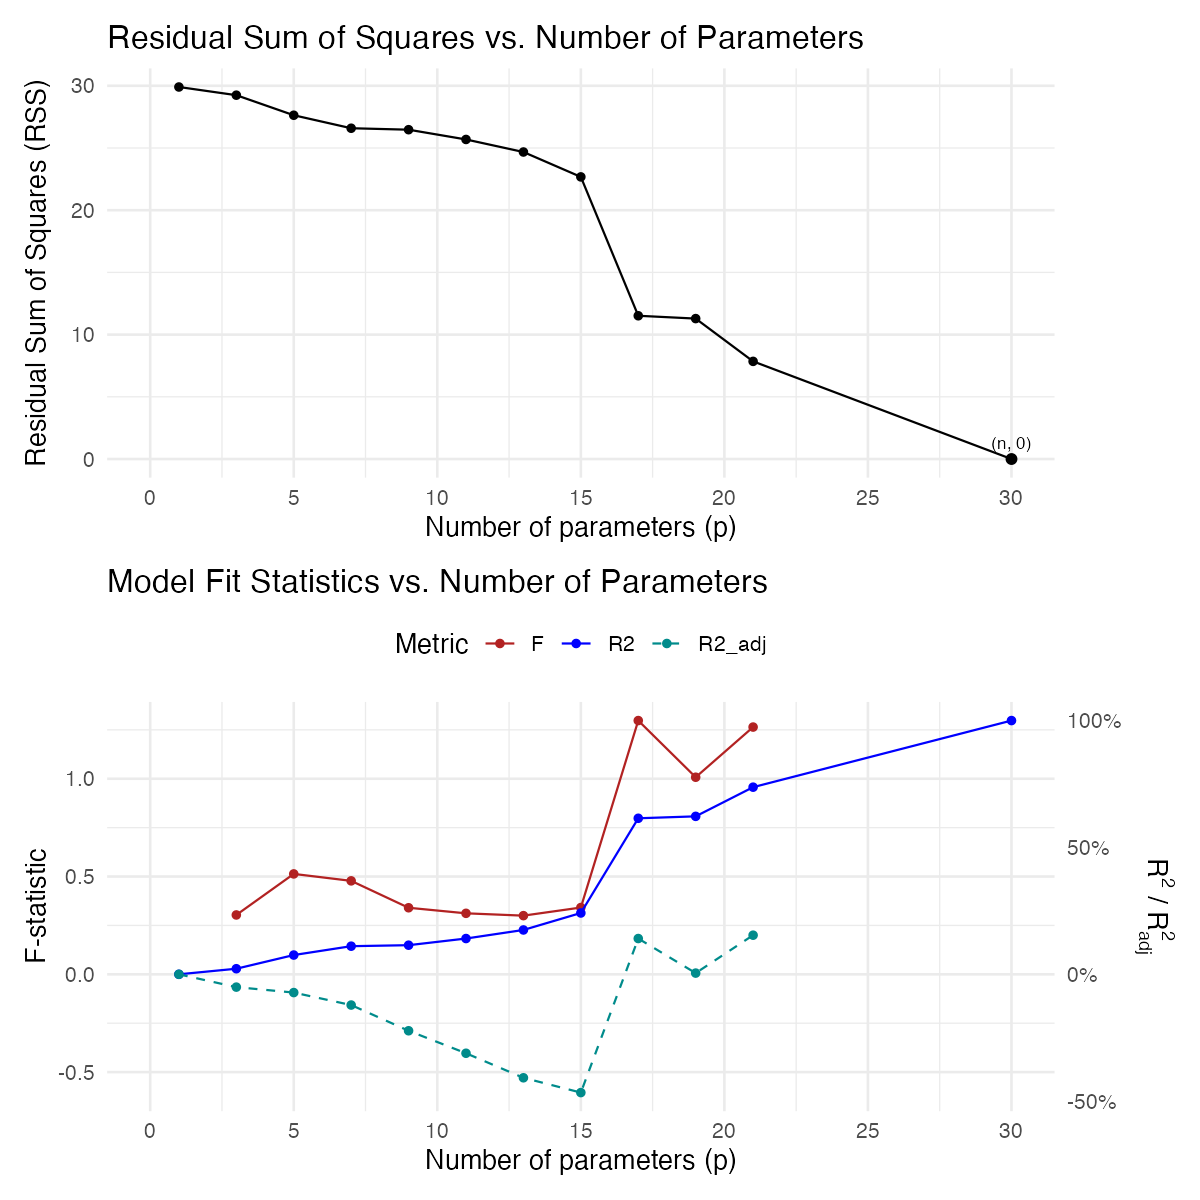 Residual Sum of Squares vs. Number of Parameters
Residual Sum of Squares (RSS)
30
20
10
0
(n, 0)
0 5 10 15 20 25 30
Number of parameters (p)
Model Fit Statistics vs. Number of Parameters
Metric F R2 R2_adj
F-statistic
1.0
0.5
0.0
-0.5
100%
50%
0%
-50%
R² / R²adj
0 5 10 15 20 25 30
Number of parameters (p)